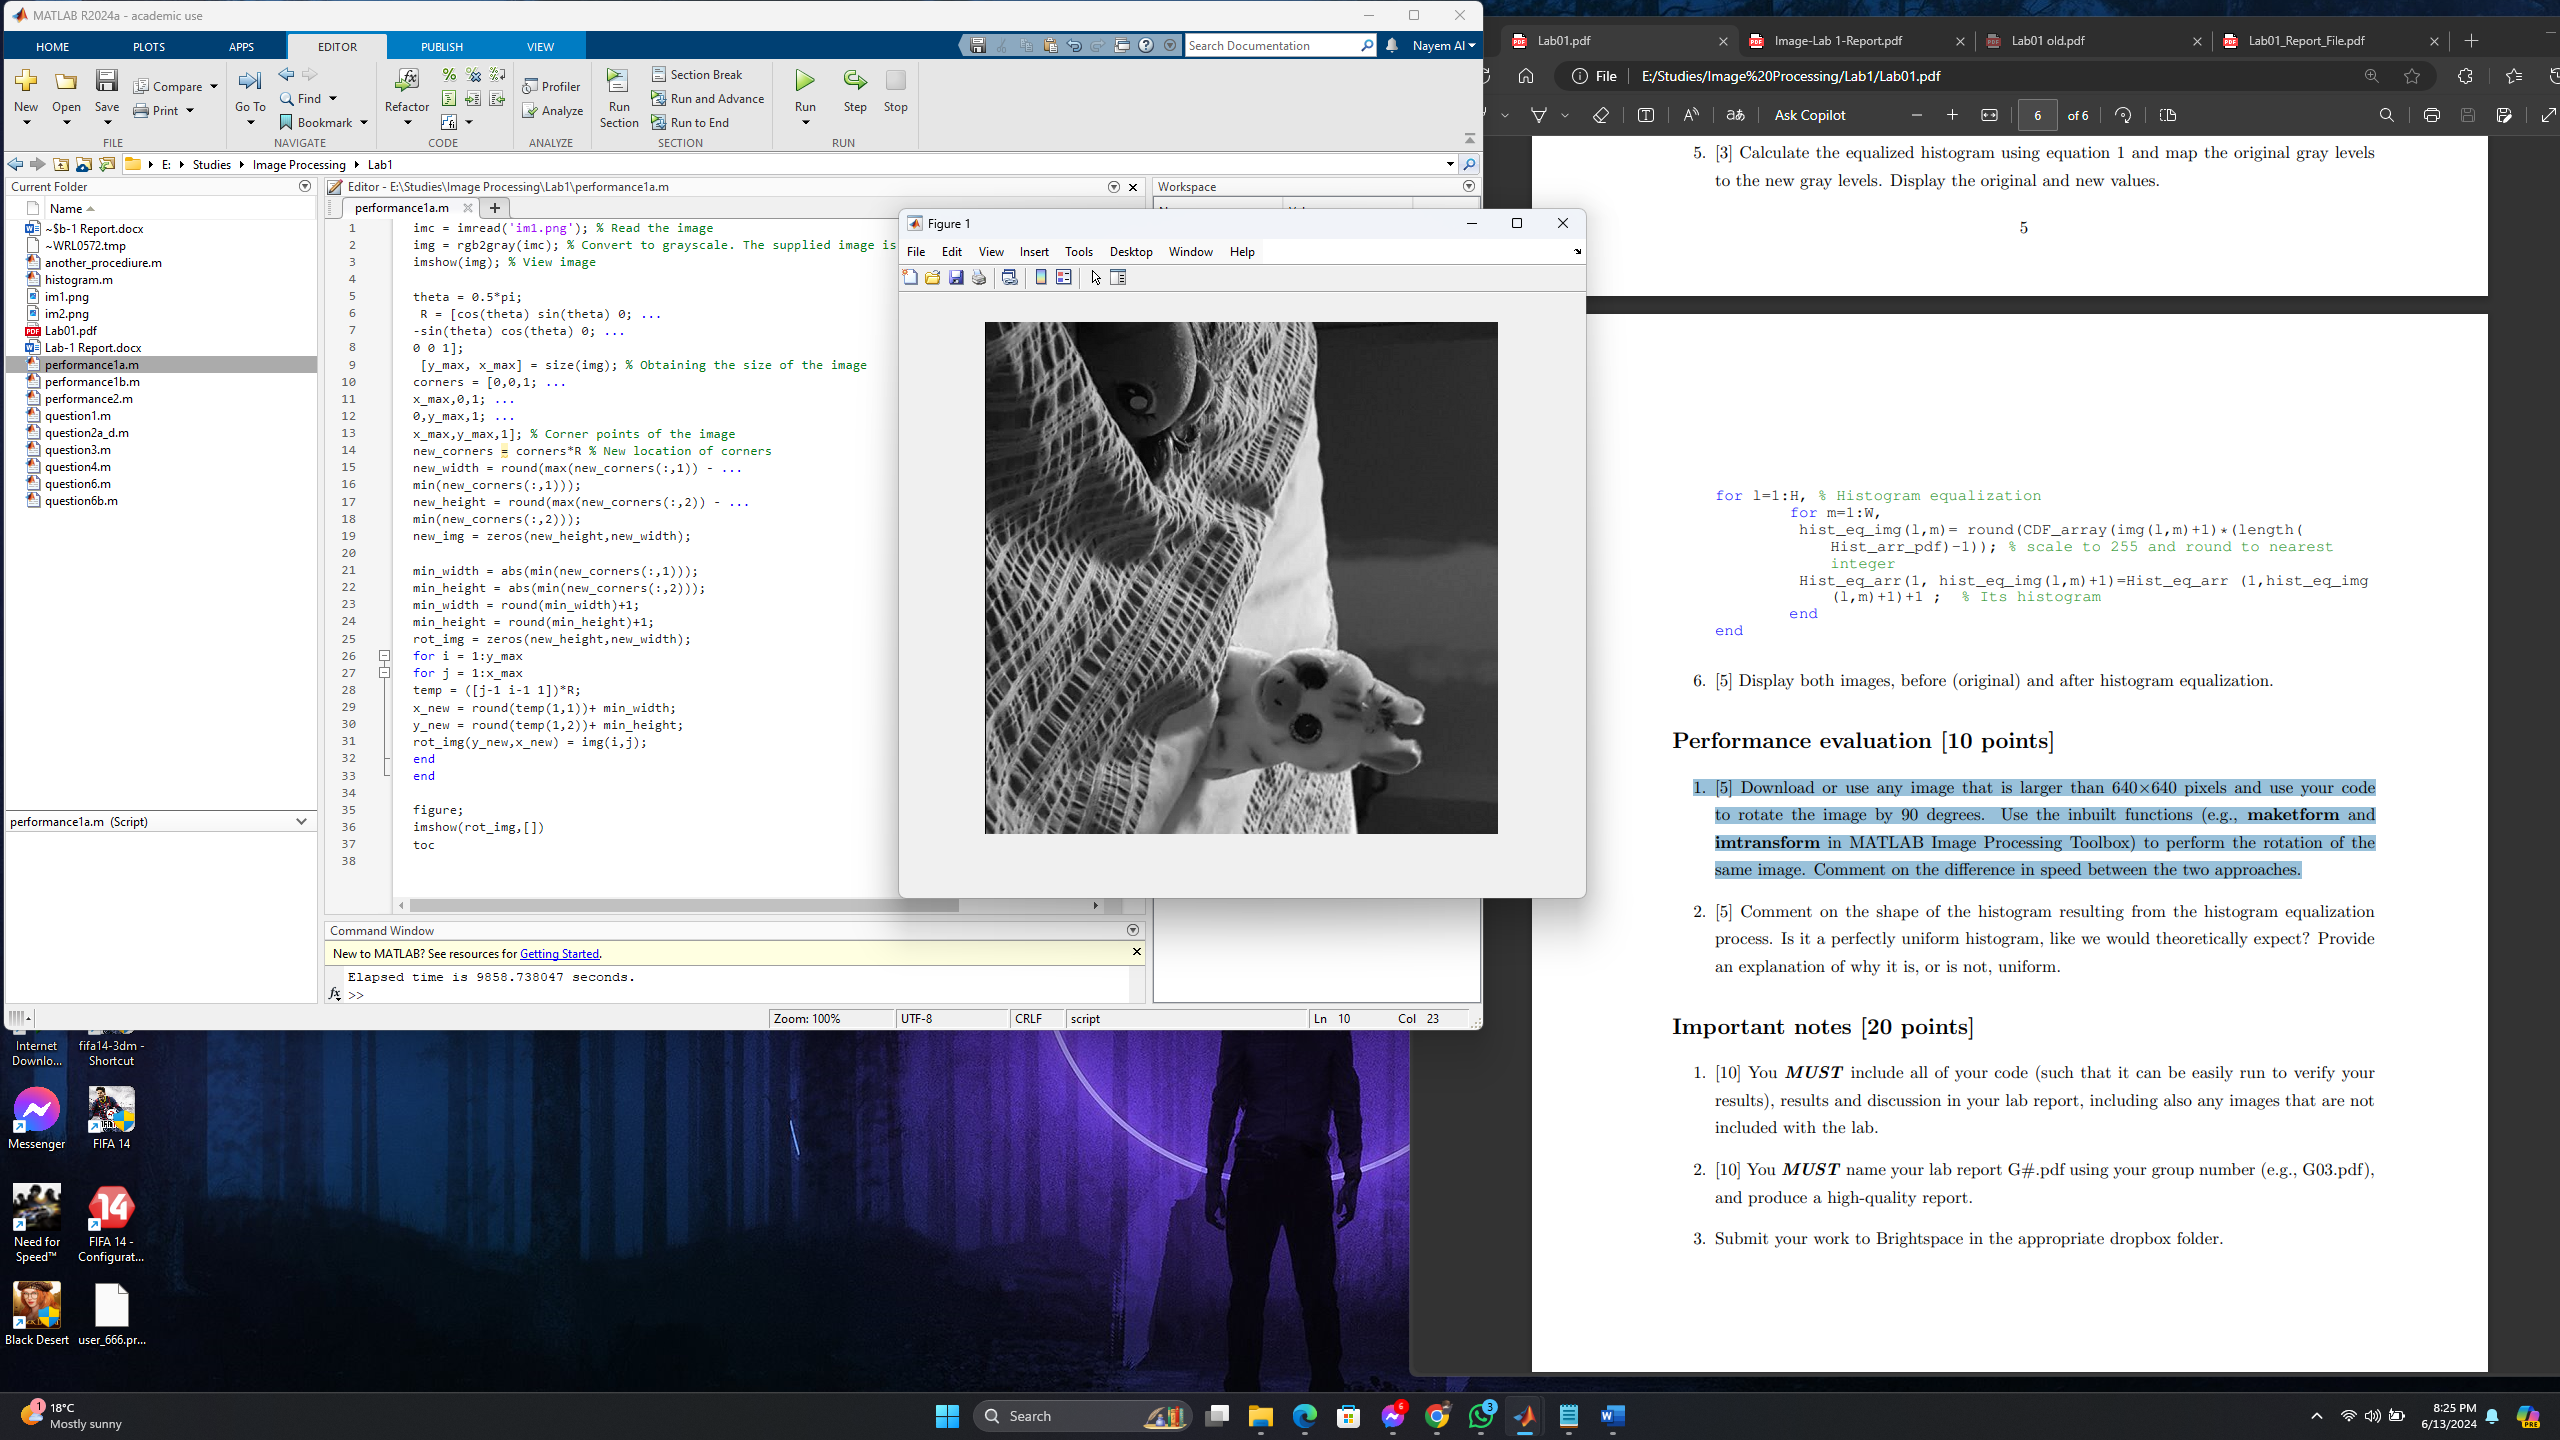 MATLAB R2024a - academic use
HOME PLOTS APPS EDITOR PUBLISH VIEW
Search Documentation
Nayem Al
New Open Save Compare Print
FILE
Go To Find Bookmark
NAVIGATE
Refactor
CODE
Profiler
Analyze
ANALYZE
Run Section
Section Break
Run and Advance
Run to End
SECTION
Run Step Stop
RUN
E: Studies Image Processing Lab1
Current Folder
Name
~$b-1 Report.docx
~WRL0572.tmp
another_procediure.m
histogram.m
im1.png
im2.png
Lab01.pdf
Lab-1 Report.docx
performance1a.m
performance1b.m
performance2.m
question1.m
question2a_d.m
question3.m
question4.m
question6.m
question6b.m
performance1a.m (Script)
Editor - E:\Studies\Image Processing\Lab1\performance1a.m
performance1a.m
1 imc = imread('im1.png'); % Read the image
2 img = rgb2gray(imc); % Convert to grayscale. The supplied image is
3 imshow(img); % View image
4
5 theta = 0.5*pi;
6 R = [cos(theta) sin(theta) 0; ...
7 -sin(theta) cos(theta) 0; ...
8 0 0 1];
9 [y_max, x_max] = size(img); % Obtaining the size of the image
10 corners = [0,0,1; ...
11 x_max,0,1; ...
12 0,y_max,1; ...
13 x_max,y_max,1]; % Corner points of the image
14 new_corners = corners*R % New location of corners
15 new_width = round(max(new_corners(:,1)) - ...
16 min(new_corners(:,1)));
17 new_height = round(max(new_corners(:,2)) - ...
18 min(new_corners(:,2)));
19 new_img = zeros(new_height,new_width);
20
21 min_width = abs(min(new_corners(:,1)));
22 min_height = abs(min(new_corners(:,2)));
23 min_width = round(min_width)+1;
24 min_height = round(min_height)+1;
25 rot_img = zeros(new_height,new_width);
26 for i = 1:y_max
27 for j = 1:x_max
28 temp = ([j-1 i-1 1])*R;
29 x_new = round(temp(1,1))+ min_width;
30 y_new = round(temp(1,2))+ min_height;
31 rot_img(y_new,x_new) = img(i,j);
32 end
33 end
34
35 figure;
36 imshow(rot_img,[])
37 toc
38
Command Window
New to MATLAB? See resources for Getting Started.
Elapsed time is 9858.738047 seconds.
fx >>
Zoom: 100% UTF-8 CRLF script Ln 10 Col 23
Workspace
Figure 1
File Edit View Insert Tools Desktop Window Help
Lab01.pdf
Image-Lab 1-Report.pdf
Lab01 old.pdf
Lab01_Report_File.pdf
File E:/Studies/Image%20Processing/Lab1/Lab01.pdf
Ask Copilot
6 of 6
5. [3] Calculate the equalized histogram using equation 1 and map the original gray levels
to the new gray levels. Display the original and new values.
5
for l=1:H, % Histogram equalization
for m=1:W,
hist_eq_img(l,m)= round(CDF_array(img(l,m)+1)*(length(
Hist_arr_pdf)-1)); % scale to 255 and round to nearest
integer
Hist_eq_arr(1, hist_eq_img(l,m)+1)=Hist_eq_arr (1,hist_eq_img
(l,m)+1)+1 ; % Its histogram
end
end
6. [5] Display both images, before (original) and after histogram equalization.
Performance evaluation [10 points]
1. [5] Download or use any image that is larger than 640×640 pixels and use your code
to rotate the image by 90 degrees. Use the inbuilt functions (e.g., maketform and
imtransform in MATLAB Image Processing Toolbox) to perform the rotation of the
same image. Comment on the difference in speed between the two approaches.
2. [5] Comment on the shape of the histogram resulting from the histogram equalization
process. Is it a perfectly uniform histogram, like we would theoretically expect? Provide
an explanation of why it is, or is not, uniform.
Important notes [20 points]
1. [10] You MUST include all of your code (such that it can be easily run to verify your
results), results and discussion in your lab report, including also any images that are not
included with the lab.
2. [10] You MUST name your lab report G#.pdf using your group number (e.g., G03.pdf),
and produce a high-quality report.
3. Submit your work to Brightspace in the appropriate dropbox folder.
Internet Downlo...
fifa14-3dm - Shortcut
Messenger
FIFA 14
Need for Speed™
FIFA 14 - Configurat...
Black Desert
user_666.pr...
1
18°C
Mostly sunny
Search
6
3
8:25 PM
6/13/2024